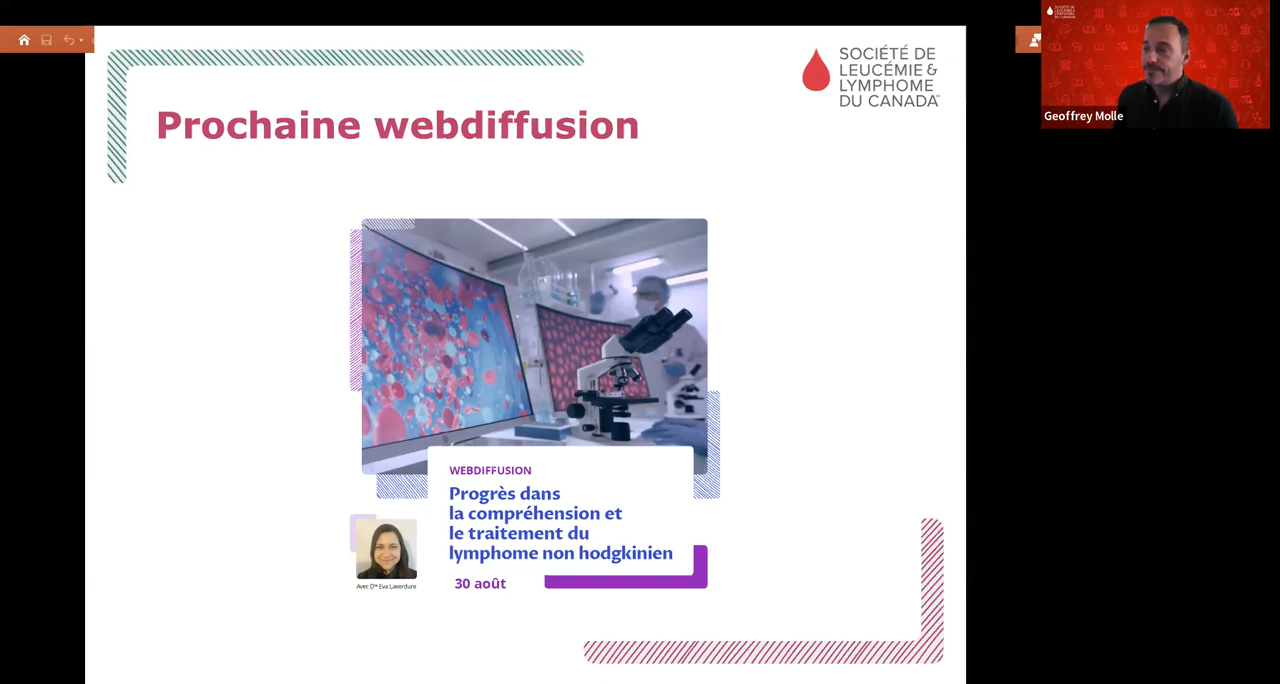 Prochaine webdiffusion
SOCIÉTÉ DE
LEUCÉMIE &
LYMPHOME
DU CANADA
Geoffrey Molle
WEBDIFFUSION
Progrès dans
la compréhension et
le traitement du
lymphome non hodgkinien
Avec Dre Eva Laverdure
30 août